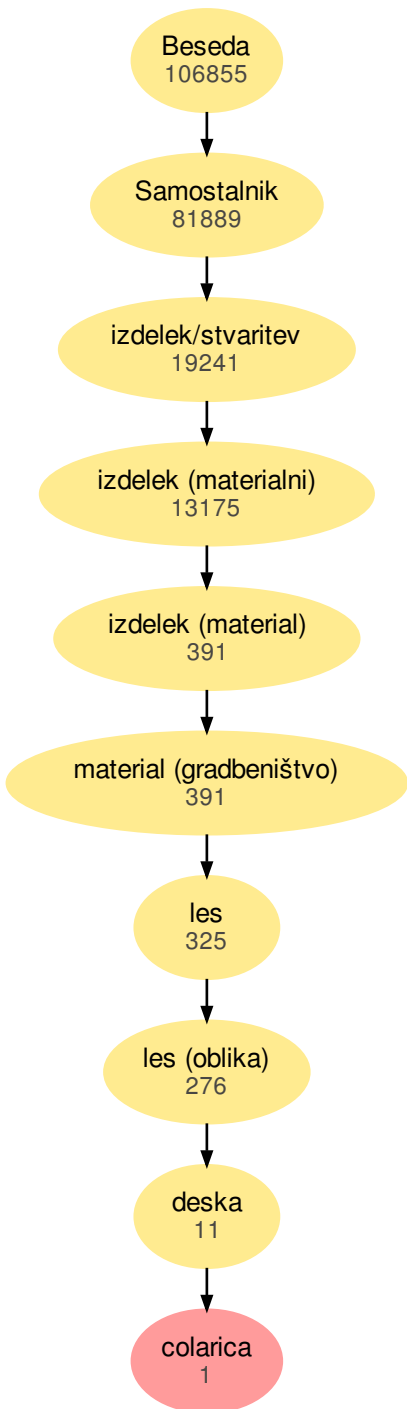 Beseda
106855
Samostalnik
81889
izdelek/stvaritev
19241
izdelek (materialni)
13175
izdelek (material)
391
material (gradbeništvo)
391
les
325
les (oblika)
276
deska
11
colarica
1